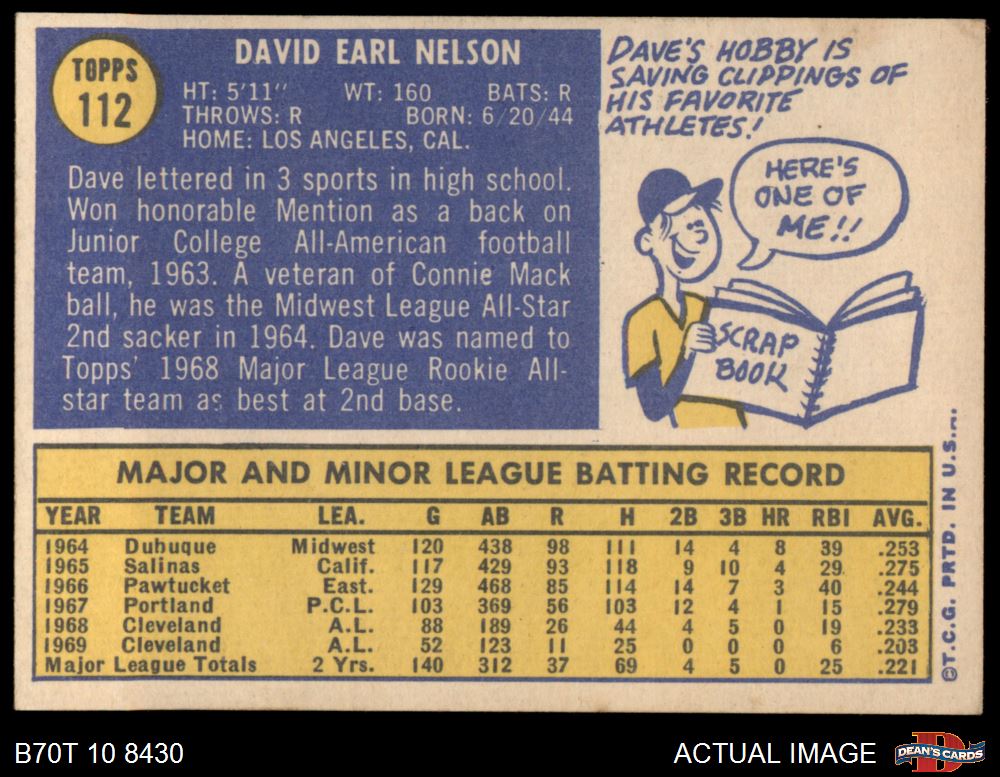 TOPPS
112
DAVID EARL NELSON
HT: 5'11" WT: 160 BATS: R
THROWS: R BORN: 6/20/44
HOME: LOS ANGELES, CAL.
Dave lettered in 3 sports in high school.
Won honorable Mention as a back on
Junior College All-American football
team, 1963. A veteran of Connie Mack
ball, he was the Midwest League All-Star
2nd sacker in 1964. Dave was named to
Topps' 1968 Major League Rookie All-
star team as best at 2nd base.
DAVE'S HOBBY IS
SAVING CLIPPINGS OF
HIS FAVORITE
ATHLETES!
HERE'S
ONE OF
ME!!
SCRAP
BOOK
MAJOR AND MINOR LEAGUE BATTING RECORD
YEAR TEAM LEA. G AB R H 2B 3B HR RBI AVG.
1964 Dubuque Midwest 120 438 98 111 14 4 8 39 .253
1965 Salinas Calif. 117 429 93 118 9 10 4 29 .275
1966 Pawtucket East. 129 468 85 114 14 7 3 40 .244
1967 Portland P.C.L. 103 369 56 103 12 4 1 15 .279
1968 Cleveland A.L. 88 189 26 44 4 5 0 19 .233
1969 Cleveland A.L. 52 123 11 25 0 0 0 6 .203
Major League Totals 2 Yrs. 140 312 37 69 4 5 0 25 .221
©T.C.G. PRTD. IN U.S.A.
B70T 10 8430
ACTUAL IMAGE
D
DEAN'S CARDS